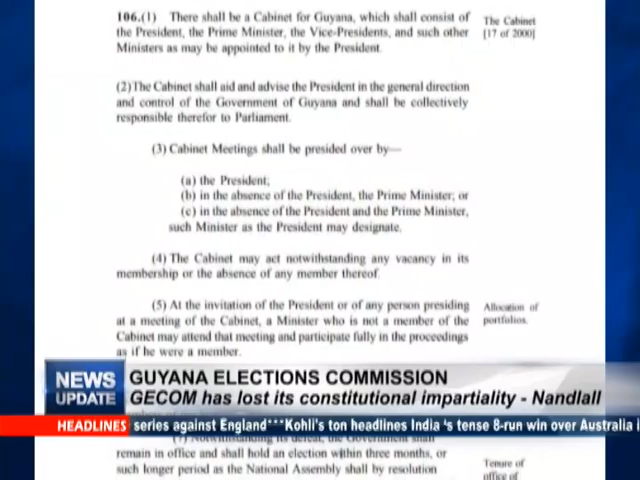 106.(1) There shall be a Cabinet for Guyana, which shall consist of
the President, the Prime Minister, the Vice-Presidents, and such other
Ministers as may be appointed to it by the President.
The Cabinet
[17 of 2000]
(2) The Cabinet shall aid and advise the President in the general direction
and control of the Government of Guyana and shall be collectively
responsible therefor to Parliament.
(3) Cabinet Meetings shall be presided over by—
(a) the President;
(b) in the absence of the President, the Prime Minister; or
(c) in the absence of the President and the Prime Minister,
such Minister as the President may designate.
(4) The Cabinet may act notwithstanding any vacancy in its
membership or the absence of any member thereof.
(5) At the invitation of the President or of any person presiding
at a meeting of the Cabinet, a Minister who is not a member of the
Cabinet may attend that meeting and participate fully in the proceedings
as if he were a member.
Allocation of
portfolios.
NEWS
UPDATE
GUYANA ELECTIONS COMMISSION
GECOM has lost its constitutional impartiality - Nandlall
HEADLINES series against England***Kohli's ton headlines India 's tense 8-run win over Australia i
(7) Notwithstanding its defeat, the Government shall
remain in office and shall hold an election within three months, or
such longer period as the National Assembly shall by resolution
Tenure of
office of